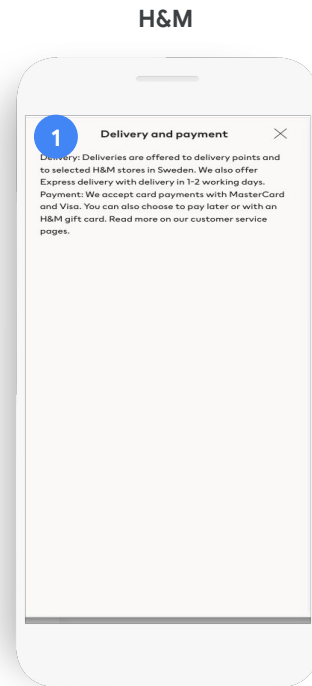 H&M
1
Delivery and payment
Delivery: Deliveries are offered to delivery points and
to selected H&M stores in Sweden. We also offer
Express delivery with delivery in 1-2 working days.
Payment: We accept card payments with MasterCard
and Visa. You can also choose to pay later or with an
H&M gift card. Read more on our customer service
pages.